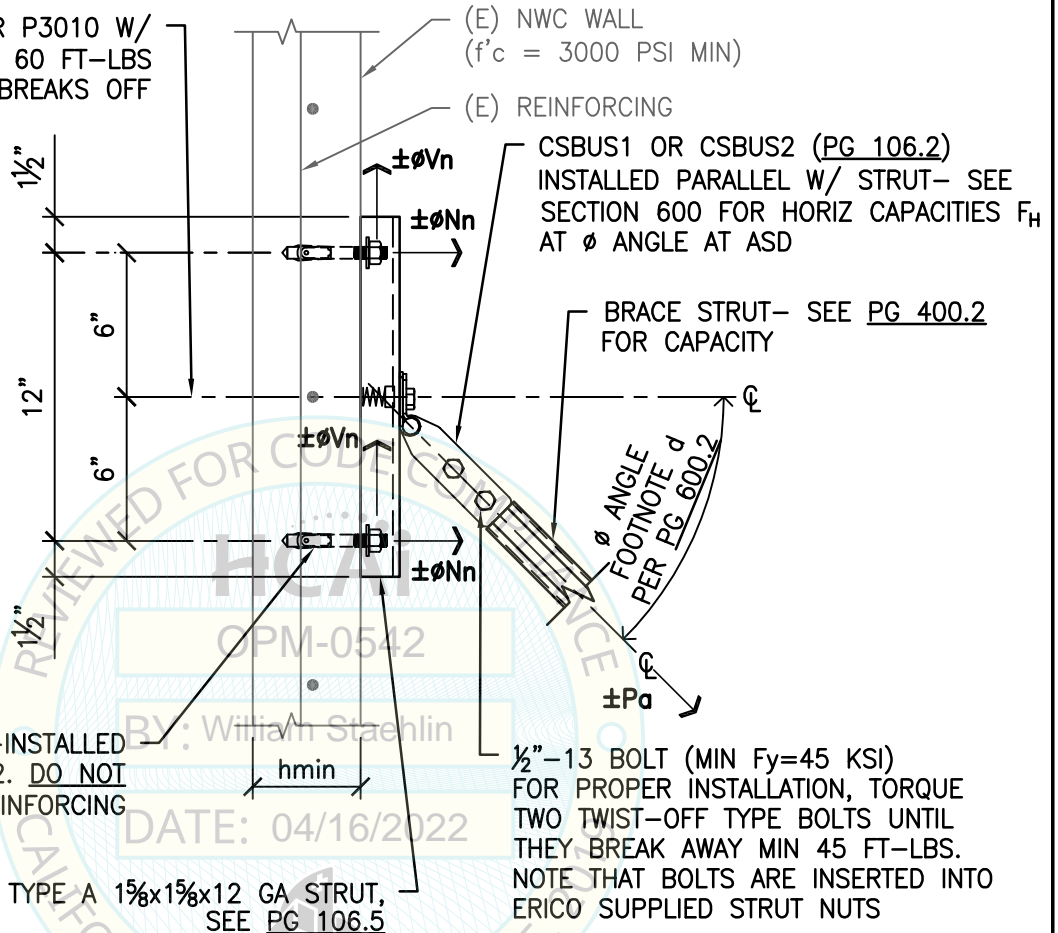 R P3010 W/
60 FT-LBS
BREAKS OFF
(E) NWC WALL
(f'c = 3000 PSI MIN)
(E) REINFORCING
CSBUS1 OR CSBUS2 (PG 106.2)
INSTALLED PARALLEL W/ STRUT- SEE
SECTION 600 FOR HORIZ CAPACITIES FH
AT ø ANGLE AT ASD
BRACE STRUT- SEE PG 400.2
FOR CAPACITY
1½"
±øVn
±øNn
6"
12"
6"
1½"
℄
±øVn
±øNn
ø ANGLE
FOOTNOTE d
PER PG 600.2
℄
±Pa
REVIEWED FOR CODE COMPLIANCE
HCAi
OPM-0542
BY: William Staehlin
DATE: 04/16/2022
-INSTALLED
2. DO NOT
INFORCING
hmin
TYPE A 1⅝x1⅝x12 GA STRUT,
SEE PG 106.5
½"-13 BOLT (MIN Fy=45 KSI)
FOR PROPER INSTALLATION, TORQUE
TWO TWIST-OFF TYPE BOLTS UNTIL
THEY BREAK AWAY MIN 45 FT-LBS.
NOTE THAT BOLTS ARE INSERTED INTO
ERICO SUPPLIED STRUT NUTS